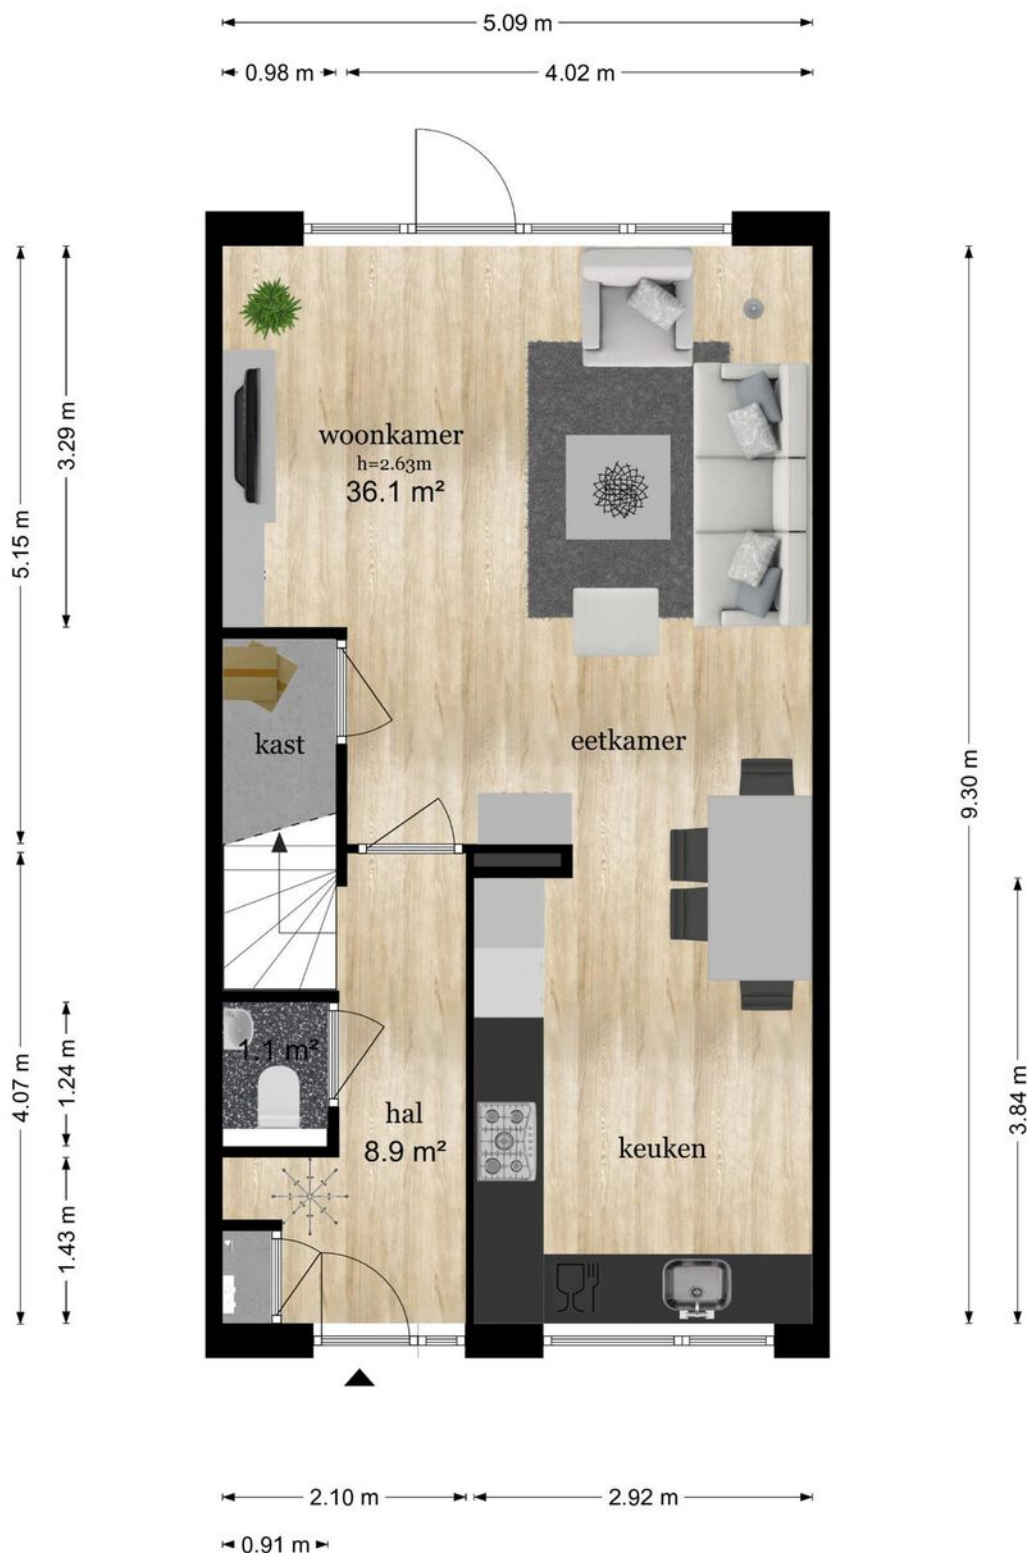 5.09 m
0.98 m
4.02 m
5.15 m
3.29 m
woonkamer
h=2.63m
36.1 m²
kast
eetkamer
9.30 m
4.07 m
1.24 m
1.1 m²
hal
8.9 m²
keuken
3.84 m
1.43 m
2.10 m
2.92 m
0.91 m